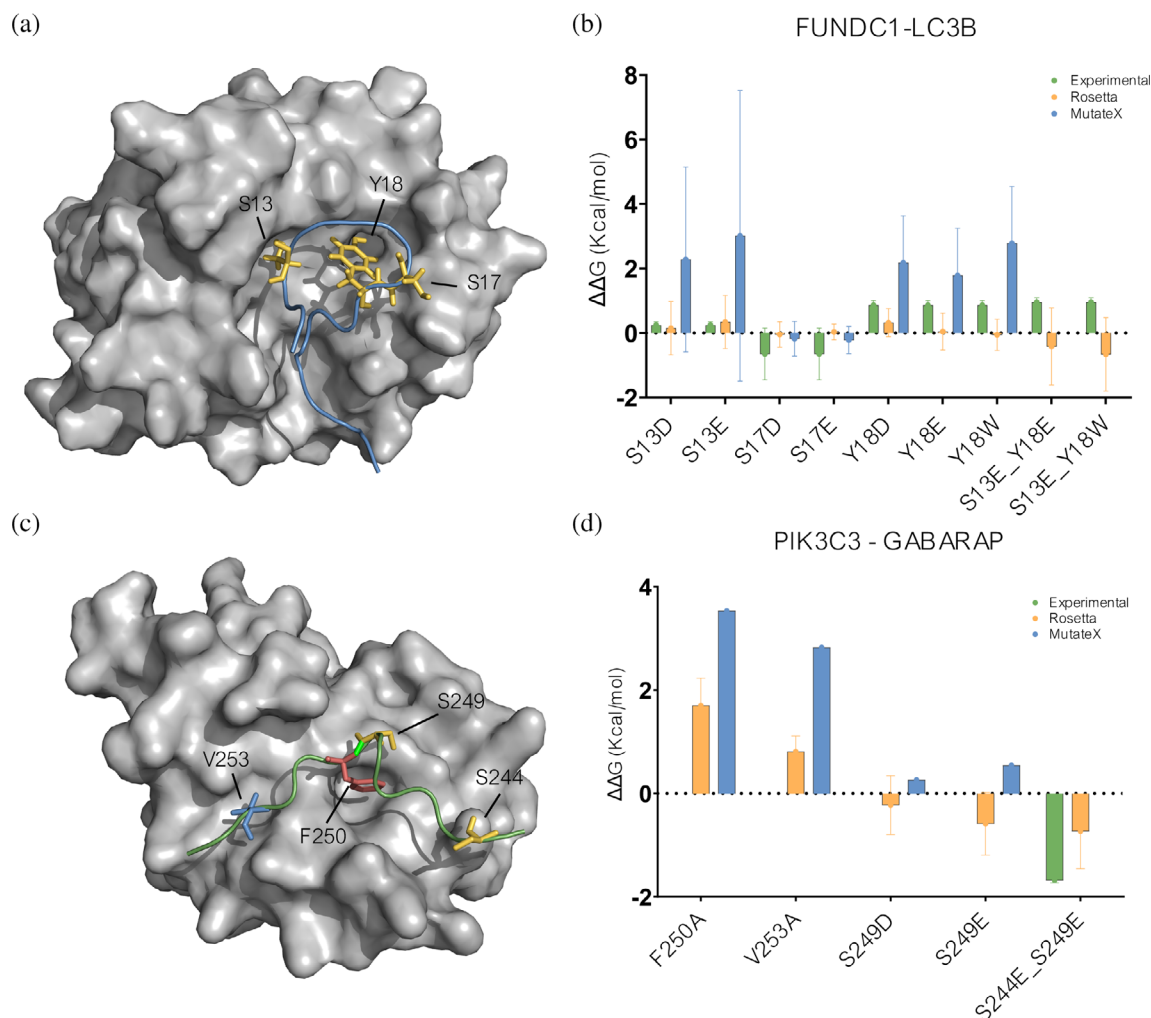 (a)
S13
Y18
S17
(b)
FUNDC1-LC3B
ΔΔG (Kcal/mol)
8
6
4
2
0
-2
Experimental
Rosetta
MutateX
S13D
S13E
S17D
S17E
Y18D
Y18E
Y18W
S13E_Y18E
S13E_Y18W
(c)
V253
F250
S249
S244
(d)
PIK3C3 - GABARAP
ΔΔG (Kcal/mol)
4
2
0
-2
Experimental
Rosetta
MutateX
F250A
V253A
S249D
S249E
S244E_S249E